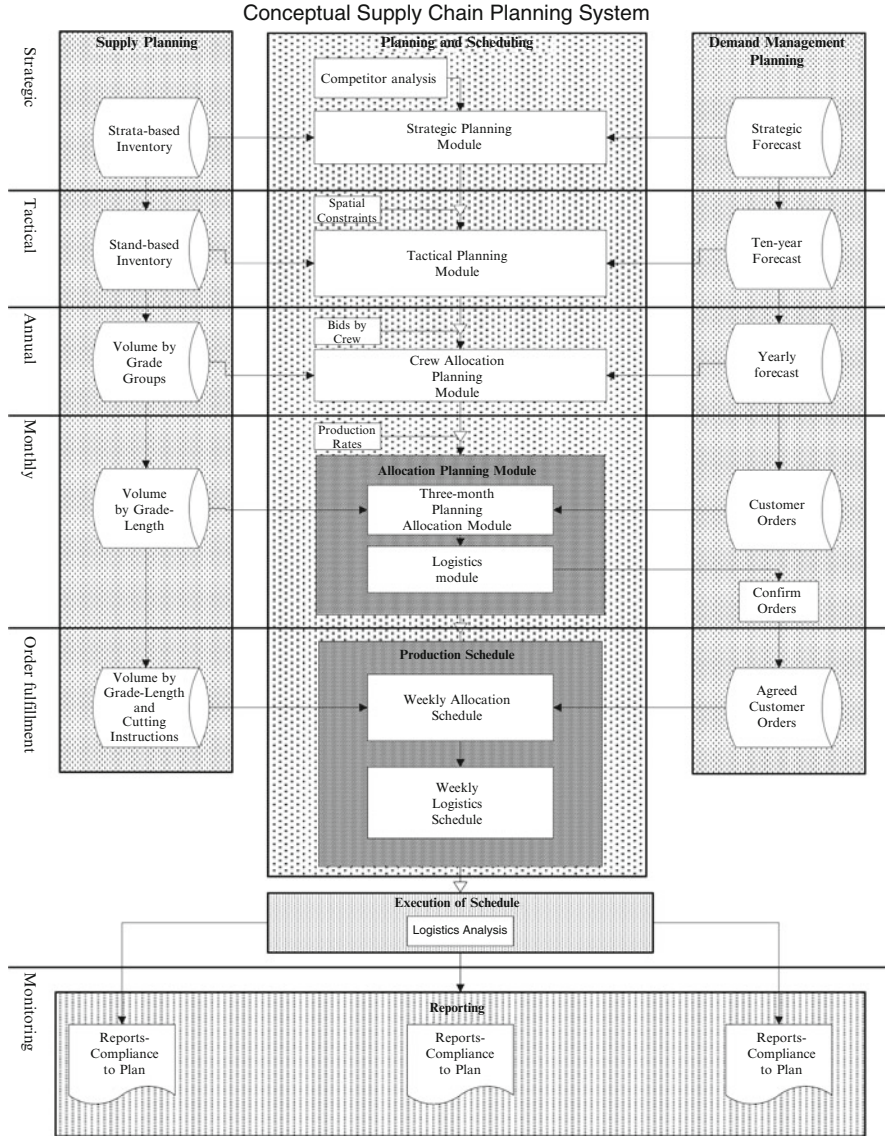 Conceptual Supply Chain Planning System
Supply Planning
Planning and Scheduling
Demand Management
Planning
Strategic
Competitor analysis
Strata-based
Inventory
Strategic Planning
Module
Strategic
Forecast
Tactical
Spatial
Constraints
Stand-based
Inventory
Tactical Planning
Module
Ten-year
Forecast
Annual
Bids by
Crew
Volume by
Grade
Groups
Crew Allocation
Planning
Module
Yearly
forecast
Monthly
Production
Rates
Allocation Planning Module
Volume
by Grade-
Length
Three-month
Planning
Allocation Module
Customer
Orders
Logistics
module
Confirm
Orders
Order fulfillment
Production Schedule
Volume by
Grade-Length
and
Cutting
Instructions
Weekly Allocation
Schedule
Agreed
Customer
Orders
Weekly
Logistics
Schedule
Execution of Schedule
Logistics Analysis
Monitoring
Reporting
Reports-
Compliance
to Plan
Reports-
Compliance
to Plan
Reports-
Compliance
to Plan